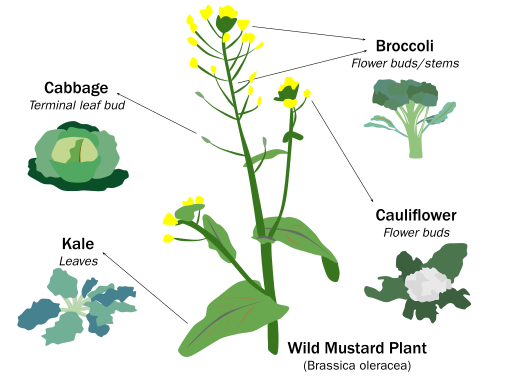 Broccoli
Flower buds/stems
Cabbage
Terminal leaf bud
Cauliflower
Flower buds
Kale
Leaves
Wild Mustard Plant
(Brassica oleracea)